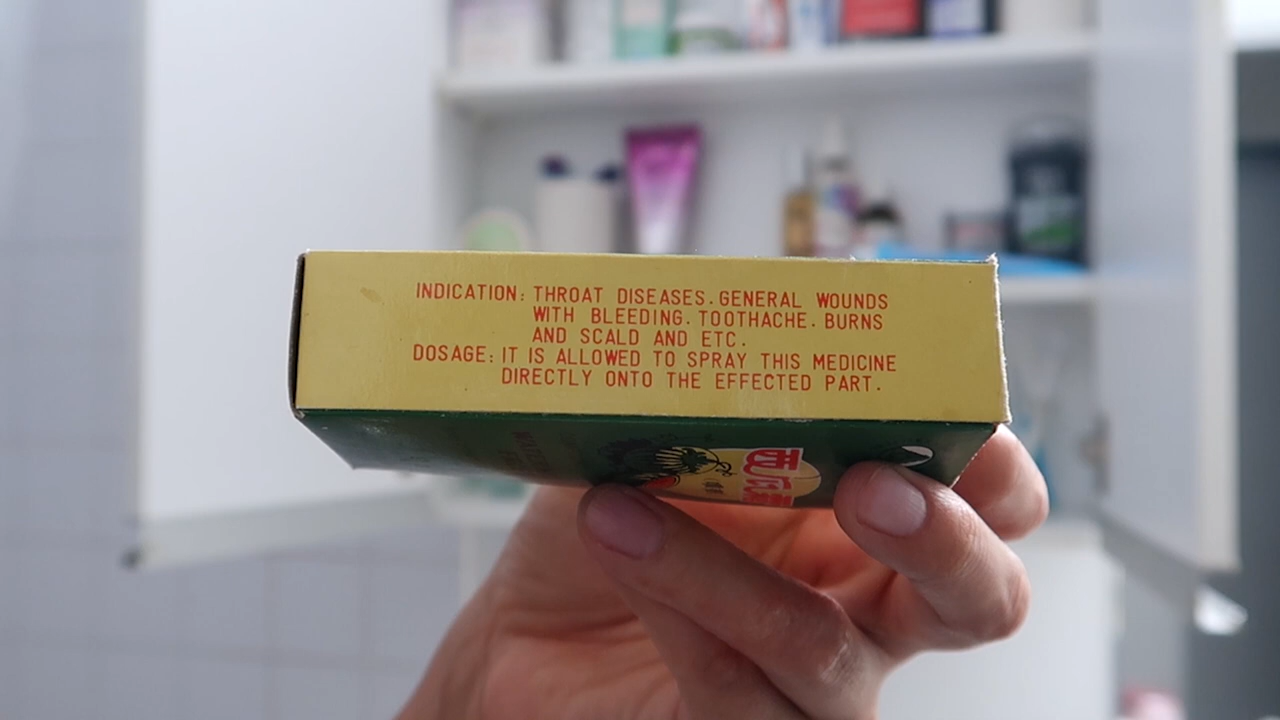 INDICATION: THROAT DISEASES. GENERAL WOUNDS
WITH BLEEDING. TOOTHACHE. BURNS
AND SCALD AND ETC.
DOSAGE: IT IS ALLOWED TO SPRAY THIS MEDICINE
DIRECTLY ONTO THE EFFECTED PART.